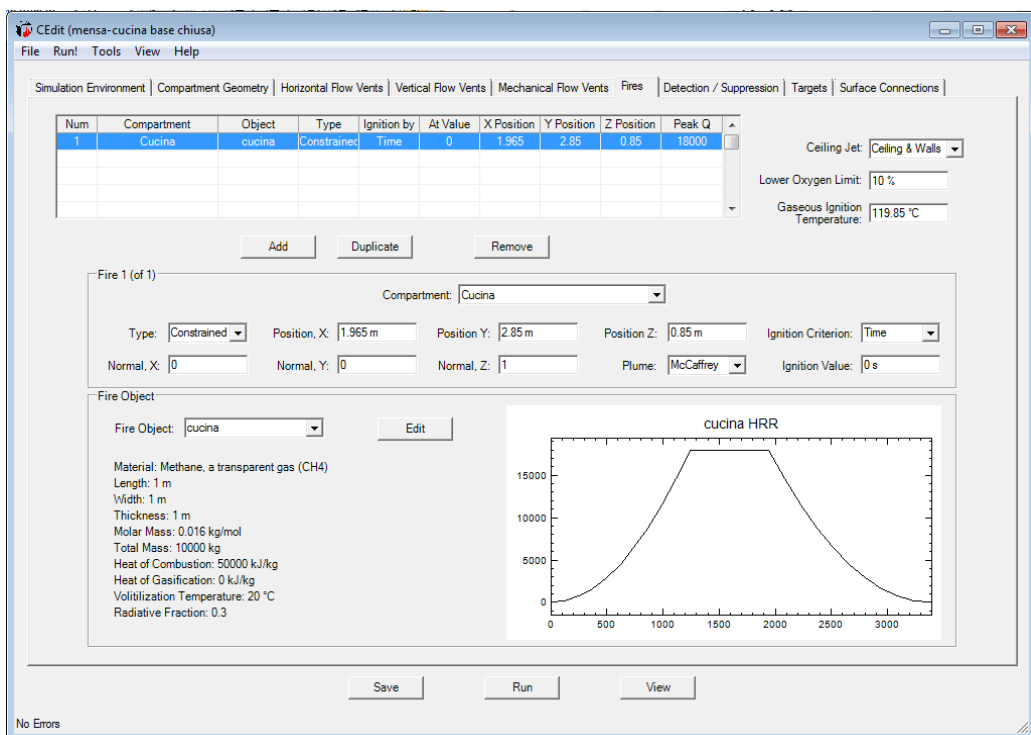 CEdit (mensa-cucina base chiusa)
File Run! Tools View Help
Simulation Environment Compartment Geometry Horizontal Flow Vents Vertical Flow Vents Mechanical Flow Vents Fires Detection / Suppression Targets Surface Connections
Num Compartment Object Type Ignition by At Value X Position Y Position Z Position Peak Q
1 Cucina cucina Constrained Time 0 1.965 2.85 0.85 18000
Ceiling Jet: Ceiling & Walls
Lower Oxygen Limit: 10 %
Gaseous Ignition
Temperature: 119.85 °C
Add Duplicate Remove
Fire 1 (of 1)
Compartment: Cucina
Type: Constrained Position, X: 1.965 m Position Y: 2.85 m Position Z: 0.85 m Ignition Criterion: Time
Normal, X: 0 Normal, Y: 0 Normal, Z: 1 Plume: McCaffrey Ignition Value: 0 s
Fire Object
Fire Object: cucina Edit
Material: Methane, a transparent gas (CH4)
Length: 1 m
Width: 1 m
Thickness: 1 m
Molar Mass: 0.016 kg/mol
Total Mass: 10000 kg
Heat of Combustion: 50000 kJ/kg
Heat of Gasification: 0 kJ/kg
Volitilization Temperature: 20 °C
Radiative Fraction: 0.3
cucina HRR
15000
10000
5000
0
0 500 1000 1500 2000 2500 3000
Save Run View
No Errors